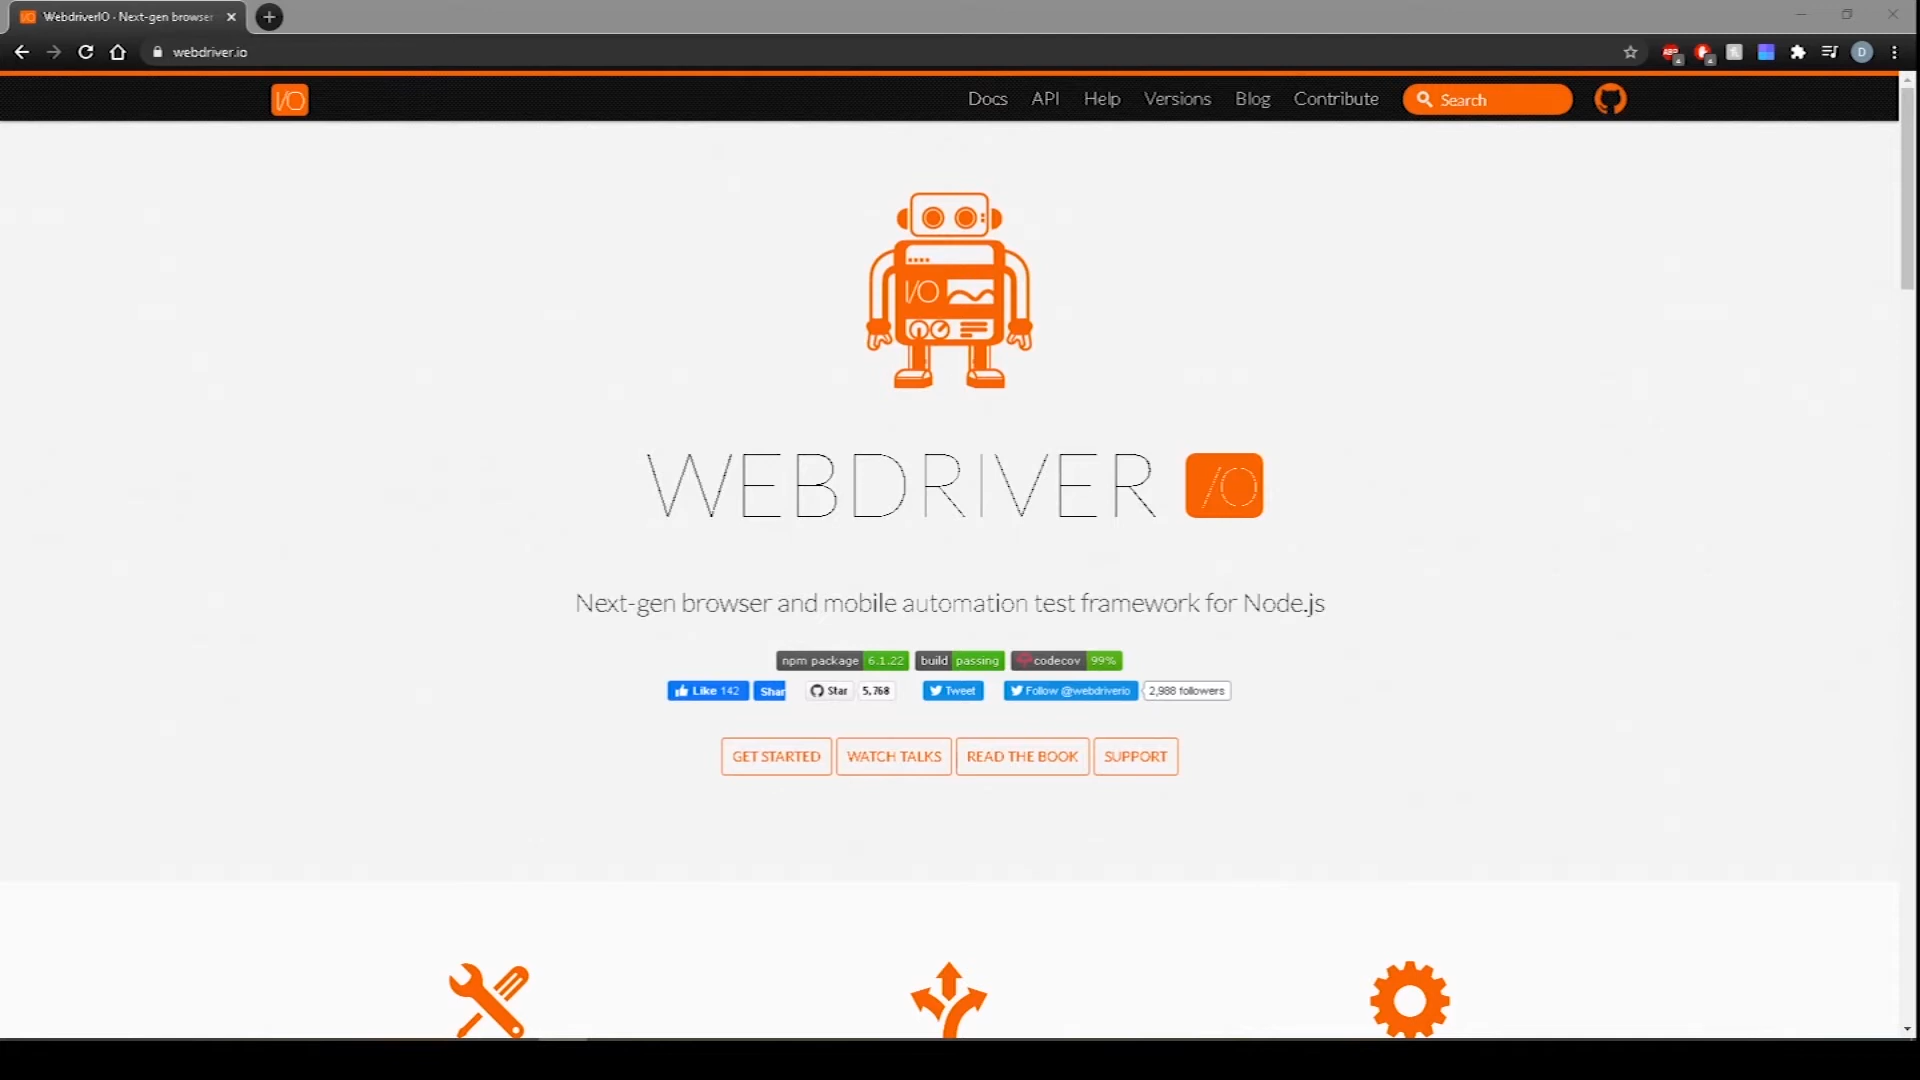 WebdriverIO · Next-gen browser
webdriver.io
I/O
Docs API Help Versions Blog Contribute Search
I/O
WEBDRIVER I/O
Next-gen browser and mobile automation test framework for Node.js
npm package 6.1.22 build passing codecov 99%
Like 142 Shar Star 5,768 Tweet Follow @webdriverio 2,988 followers
GET STARTED WATCH TALKS READ THE BOOK SUPPORT